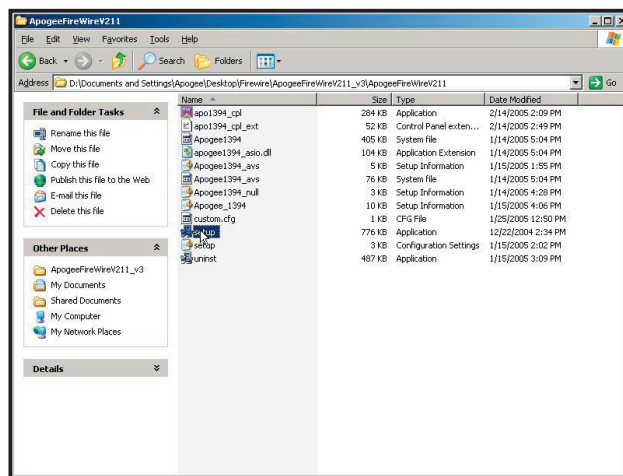 ApogeeFireWireV211
File Edit View Favorites Tools Help
Back Search Folders
Address D:\Documents and Settings\Apogee\Desktop\Firewire\ApogeeFireWireV211_v3\ApogeeFireWireV211 Go
File and Folder Tasks
Rename this file
Move this file
Copy this file
Publish this file to the Web
E-mail this file
Delete this file
Other Places
ApogeeFireWireV211_v3
My Documents
Shared Documents
My Computer
My Network Places
Details
Name Size Type Date Modified
apo1394_cpl 284 KB Application 2/14/2005 2:09 PM
apo1394_cpl_ext 52 KB Control Panel exten... 2/14/2005 2:49 PM
Apogee1394 405 KB System file 1/14/2005 5:04 PM
apogee1394_asio.dll 104 KB Application Extension 1/14/2005 5:04 PM
Apogee1394_avs 5 KB Setup Information 1/15/2005 1:55 PM
Apogee1394_avs 76 KB System file 1/14/2005 5:04 PM
Apogee1394_null 3 KB Setup Information 1/14/2005 4:28 PM
Apogee_1394 10 KB Setup Information 1/15/2005 4:06 PM
custom.cfg 1 KB CFG File 1/25/2005 12:50 PM
setup 776 KB Application 12/22/2004 2:34 PM
setup 3 KB Configuration Settings 1/15/2005 2:02 PM
uninst 487 KB Application 1/15/2005 3:09 PM